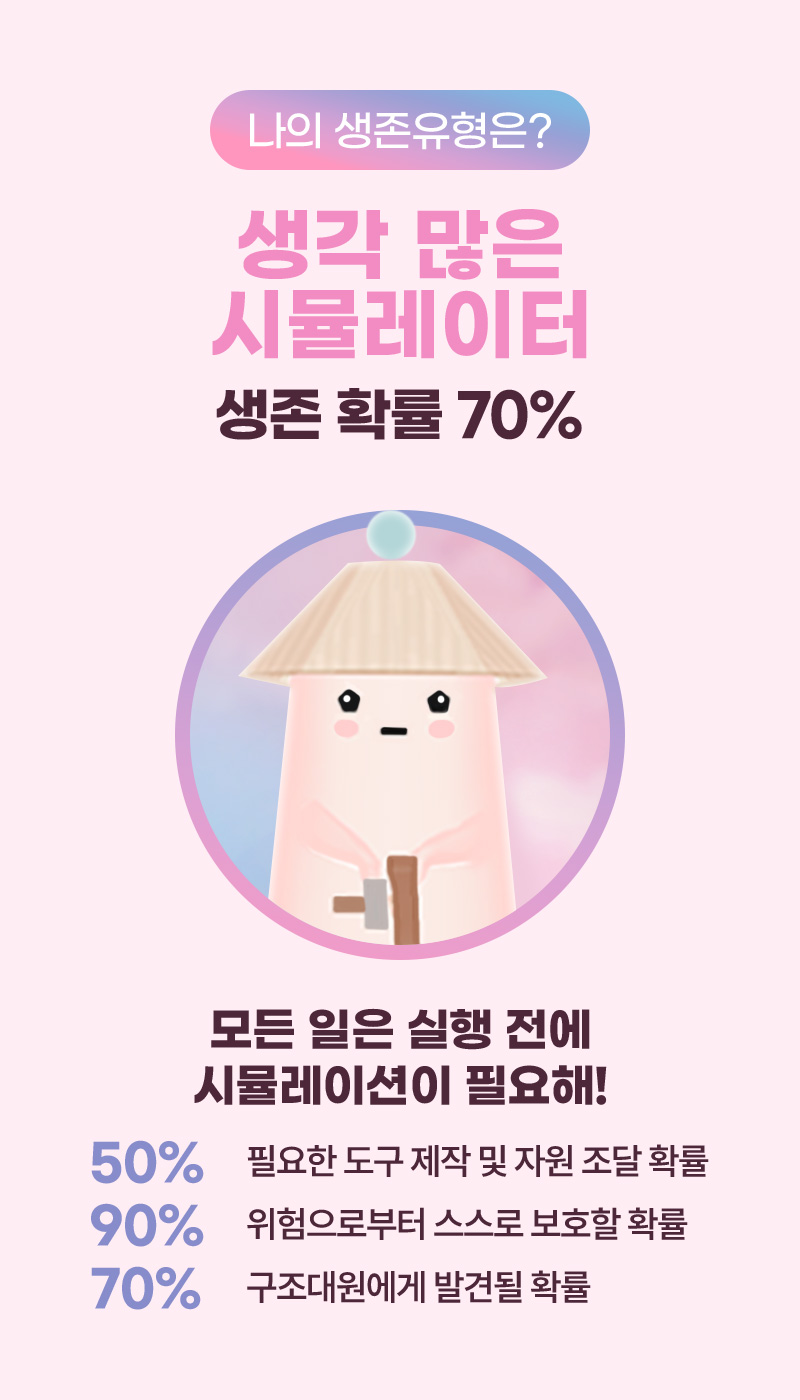 나의 생존유형은?
생각 많은
시뮬레이터
생존 확률 70%
모든 일은 실행 전에
시뮬레이션이 필요해!
50% 필요한 도구 제작 및 자원 조달 확률
90% 위험으로부터 스스로 보호할 확률
70% 구조대원에게 발견될 확률